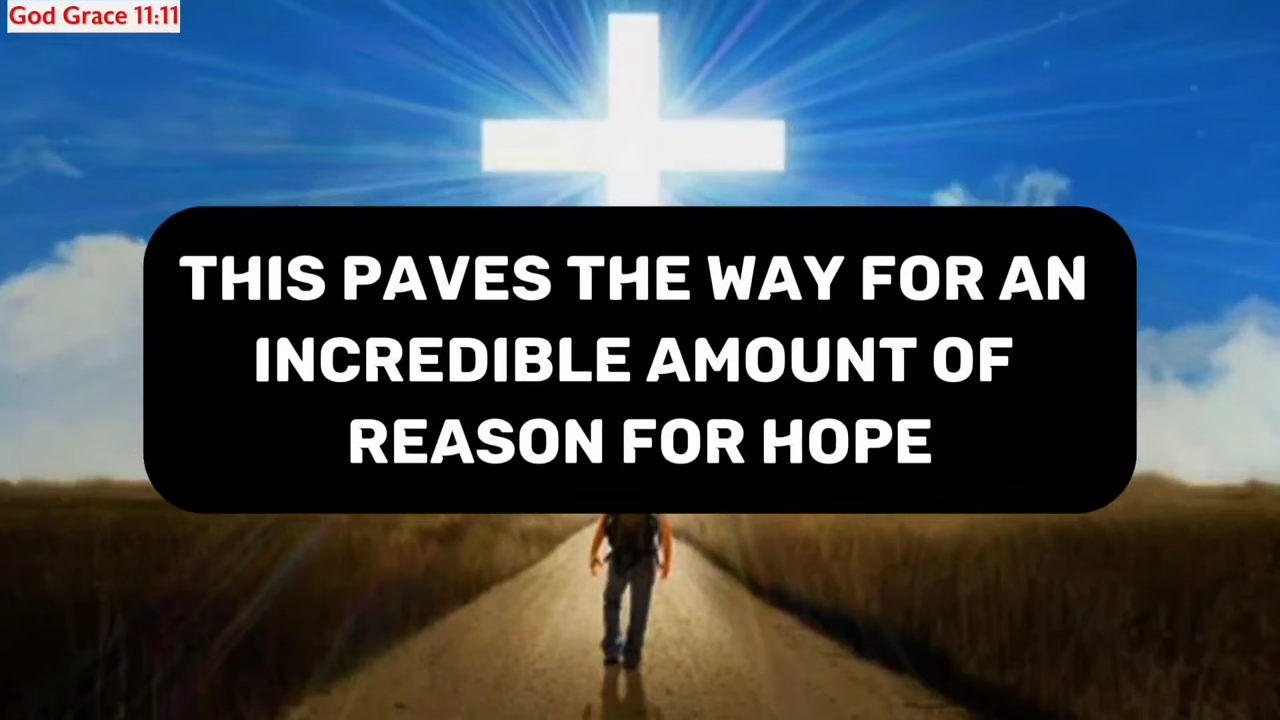 God Grace 11:11
THIS PAVES THE WAY FOR AN
INCREDIBLE AMOUNT OF
REASON FOR HOPE